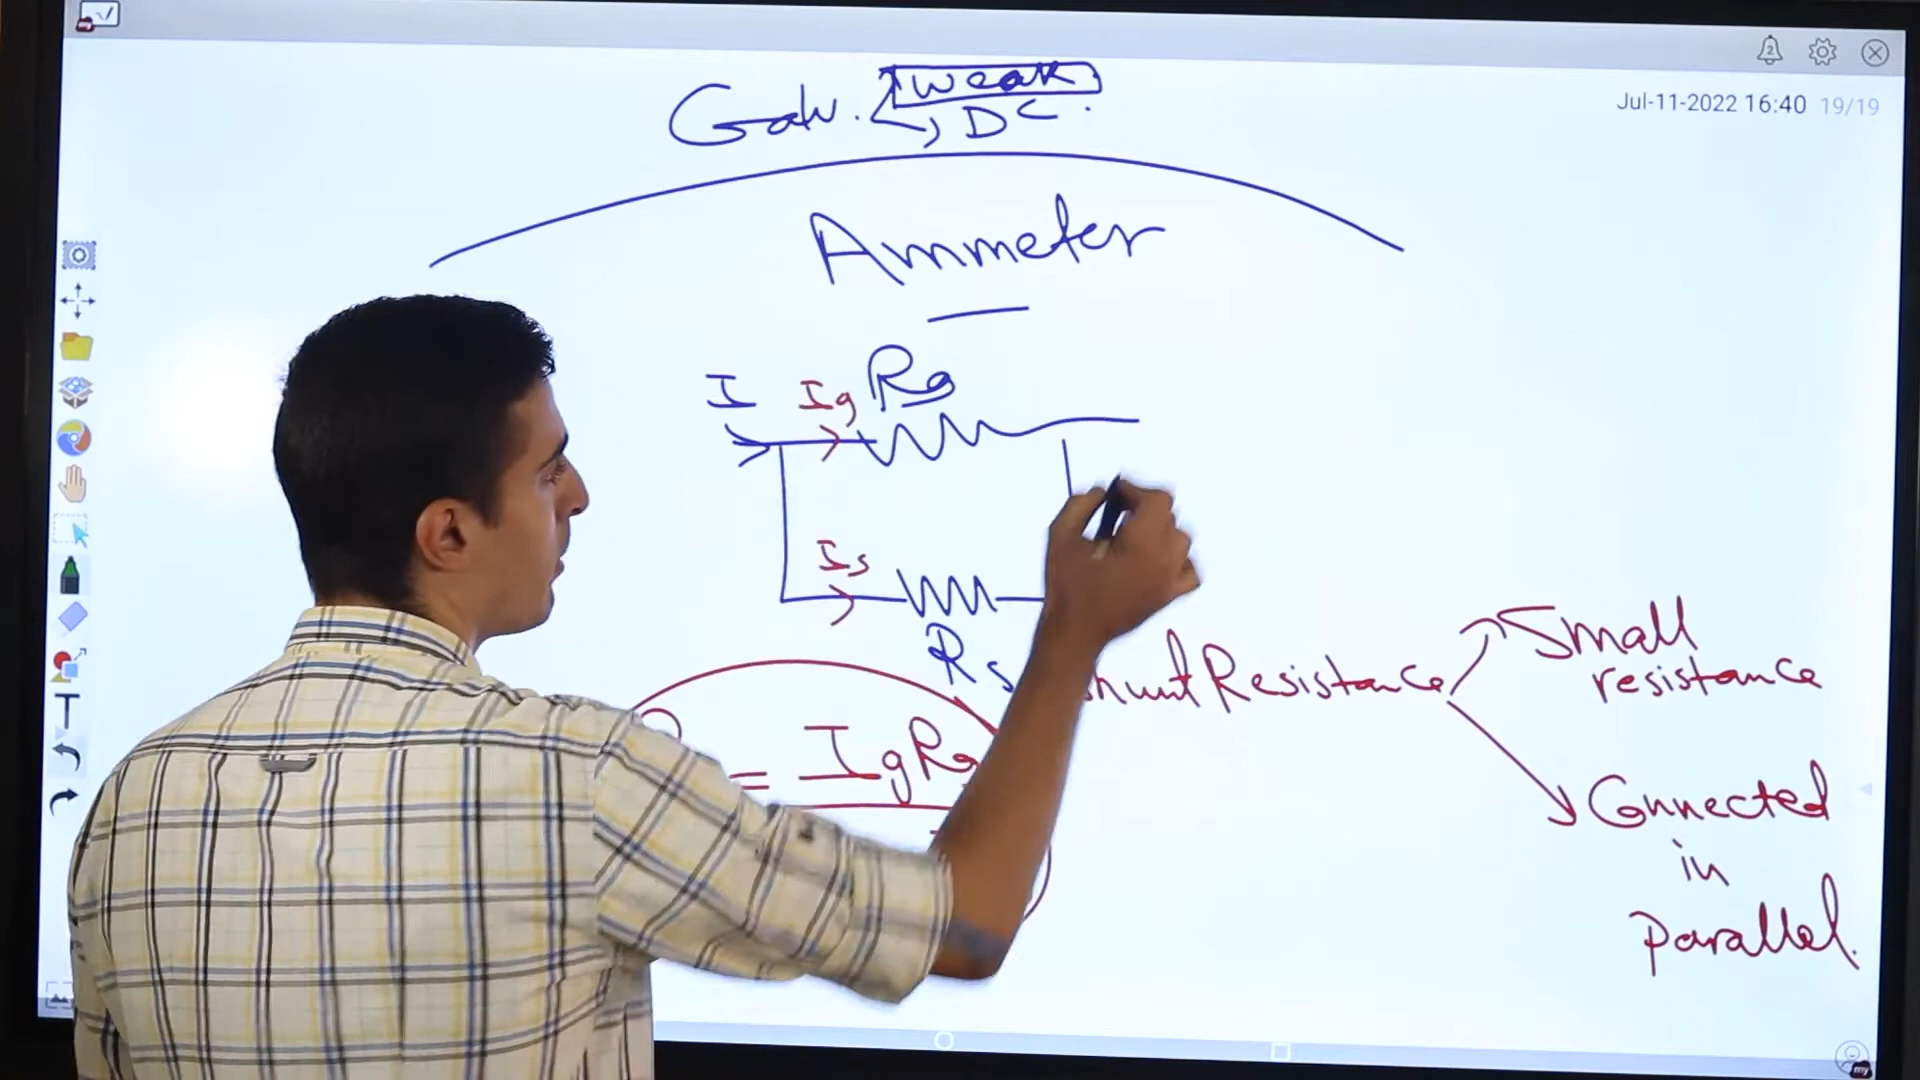 Jul-11-2022 16:40 19/19
Galv. weak
DC.
Ammeter
I Ig Rg
Is
Rs
Shunt Resistance
Small
resistance
= IgRg
Connected
in
Parallel.